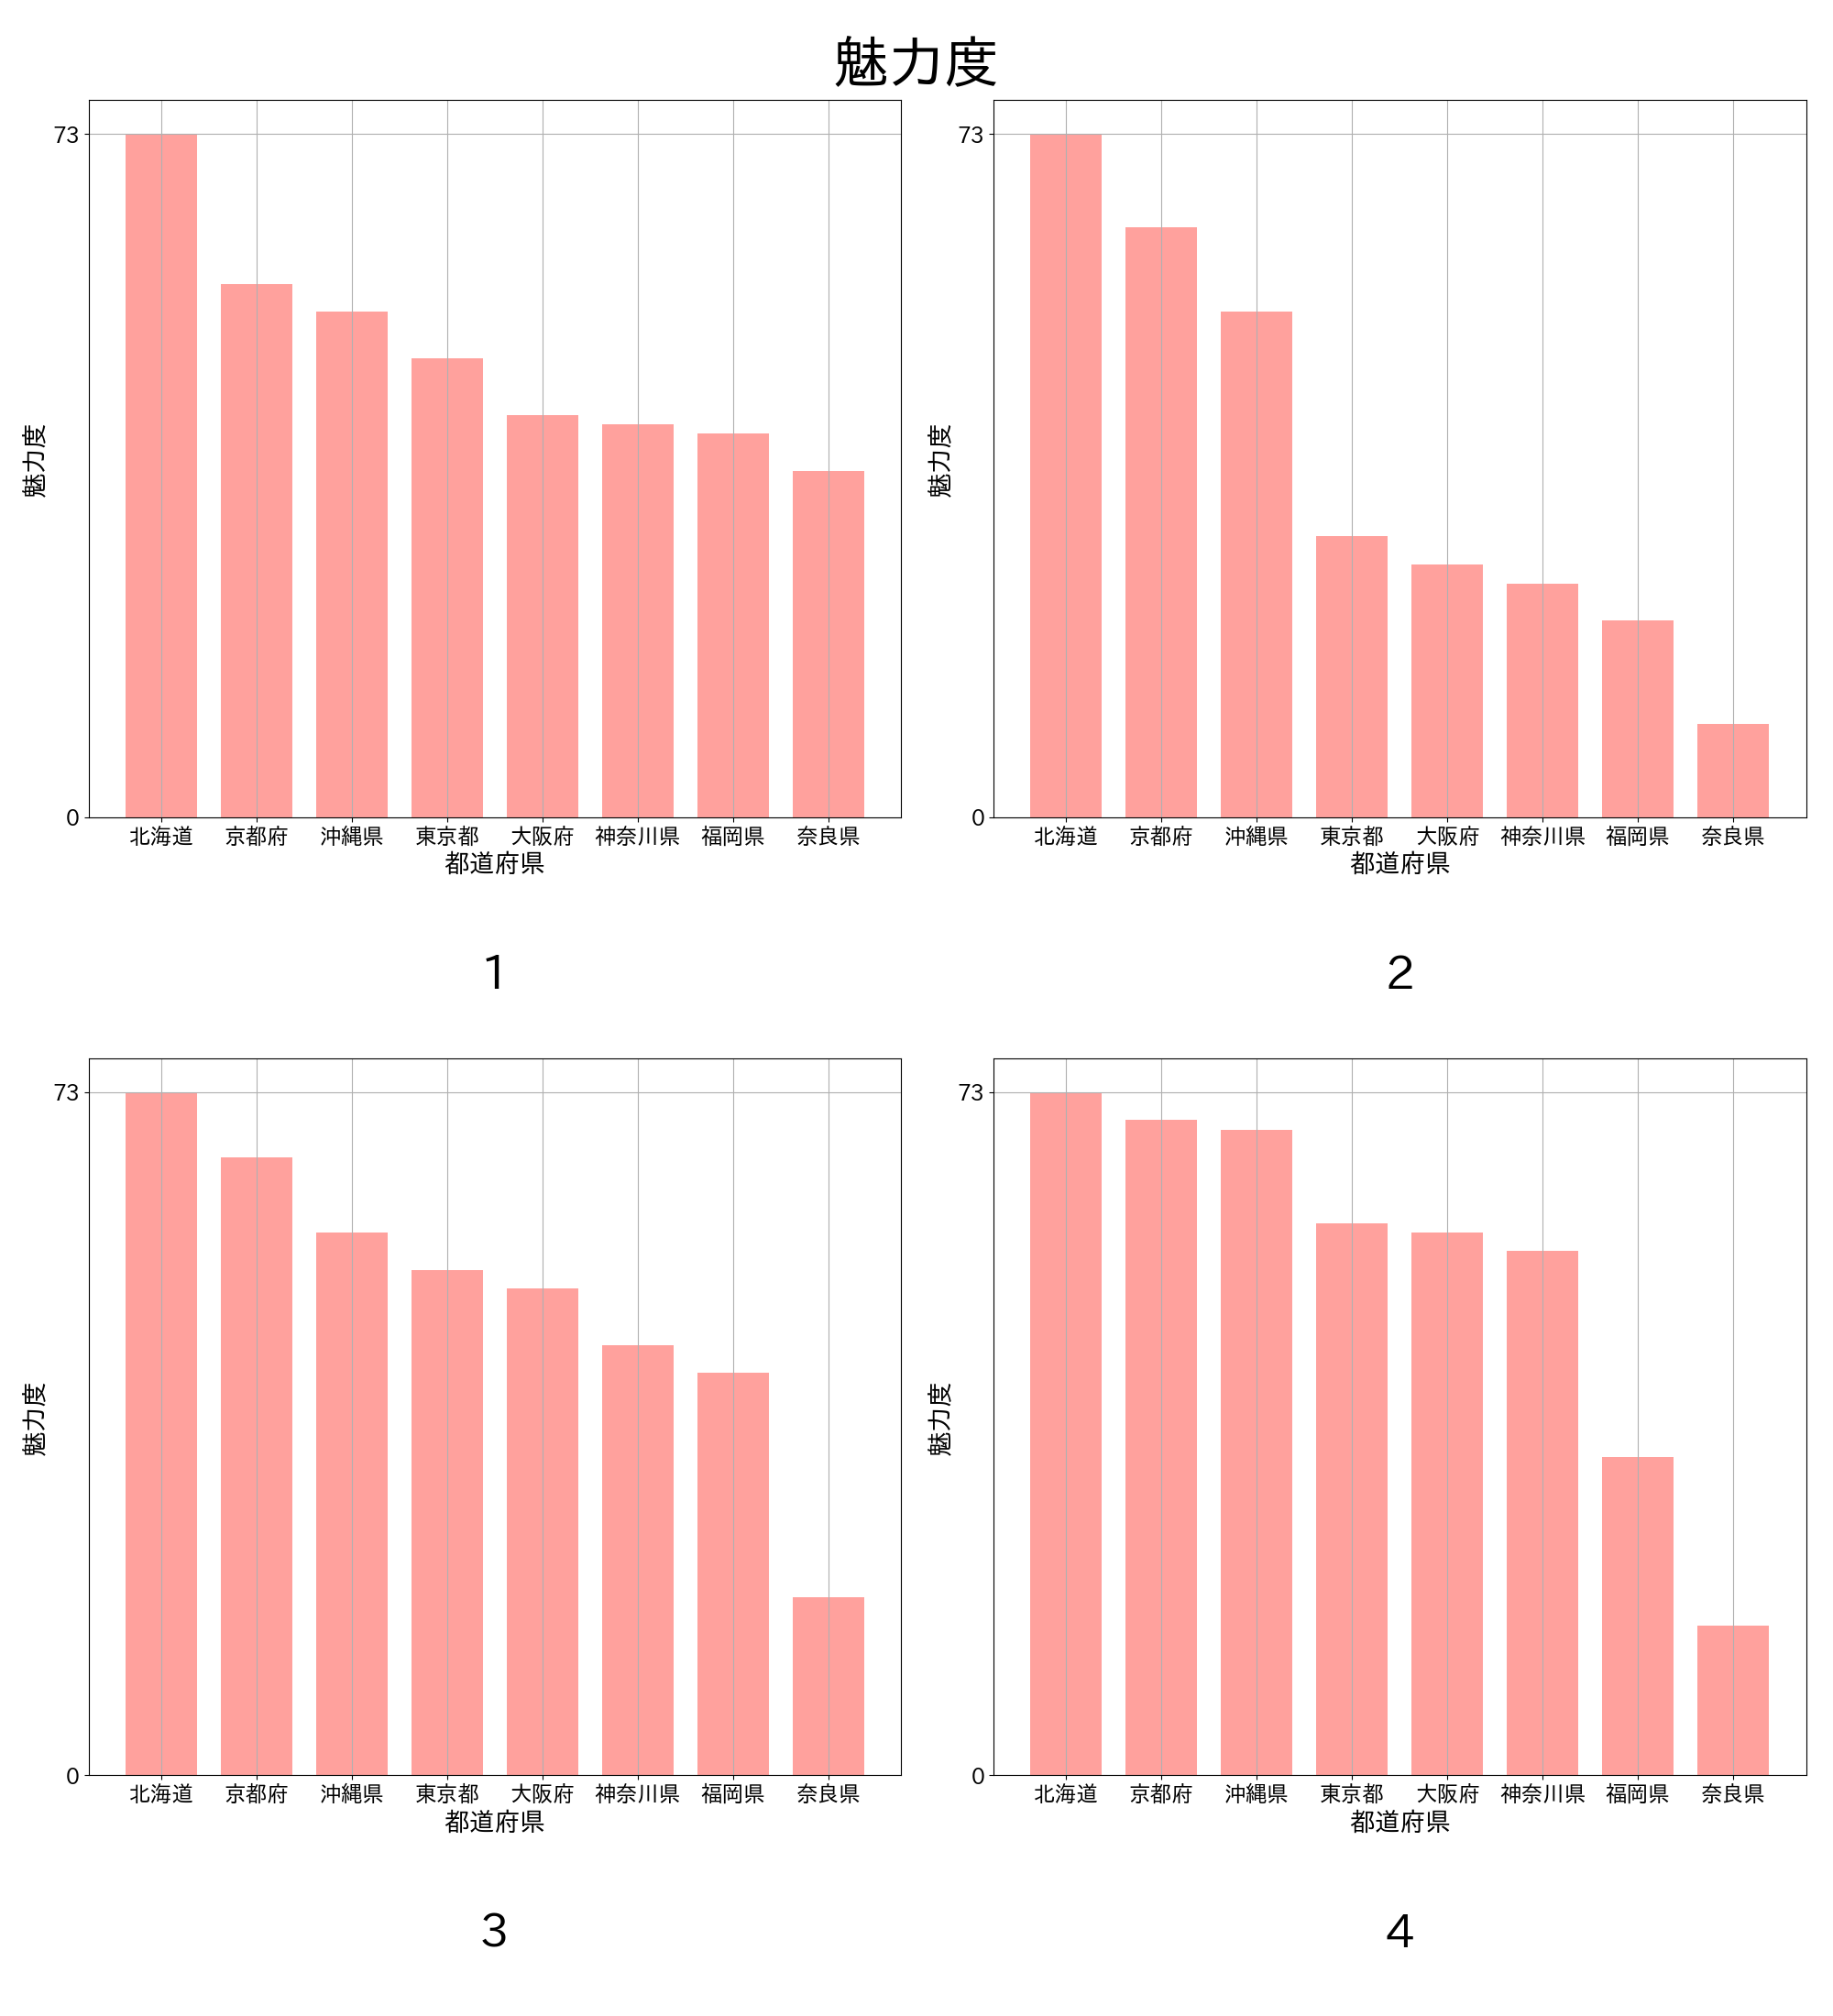 魅力度
73
0
魅力度
北海道 京都府 沖縄県 東京都 大阪府 神奈川県 福岡県 奈良県
都道府県
1
73
0
魅力度
北海道 京都府 沖縄県 東京都 大阪府 神奈川県 福岡県 奈良県
都道府県
2
73
0
魅力度
北海道 京都府 沖縄県 東京都 大阪府 神奈川県 福岡県 奈良県
都道府県
3
73
0
魅力度
北海道 京都府 沖縄県 東京都 大阪府 神奈川県 福岡県 奈良県
都道府県
4